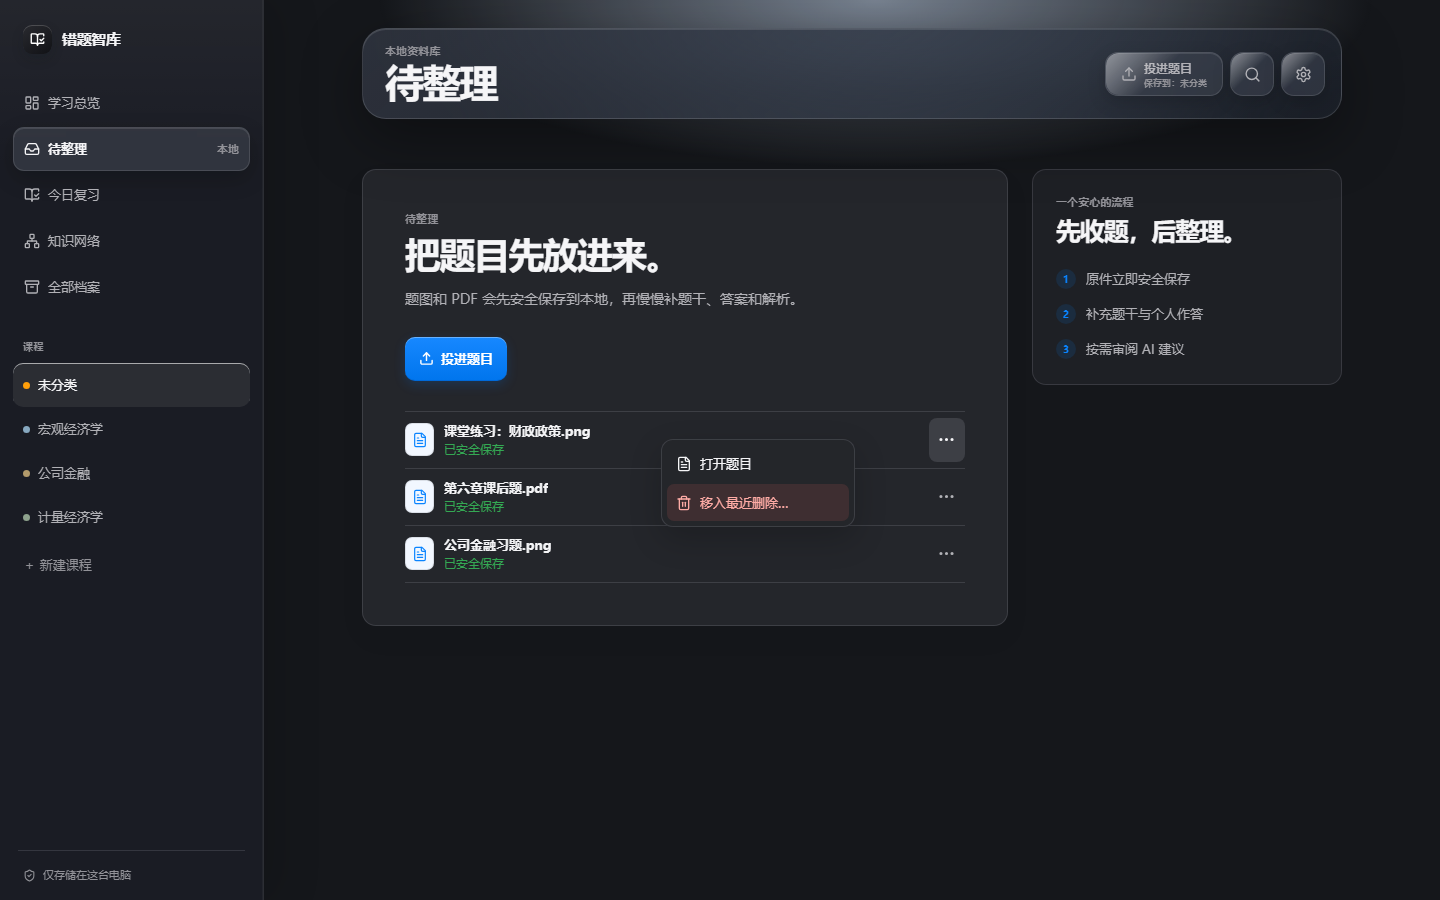 错题智库
学习总览
待整理
本地
今日复习
知识网络
全部档案
课程
未分类
宏观经济学
公司金融
计量经济学
+ 新建课程
仅存储在这台电脑
本地资料库
待整理
投进题目
保存到：未分类
待整理
把题目先放进来。
题图和 PDF 会先安全保存到本地，再慢慢补题干、答案和解析。
投进题目
课堂练习：财政政策.png
已安全保存
打开题目
移入最近删除...
第六章课后题.pdf
已安全保存
公司金融习题.png
已安全保存
一个安心的流程
先收题，后整理。
1 原件立即安全保存
2 补充题干与个人作答
3 按需审阅 AI 建议